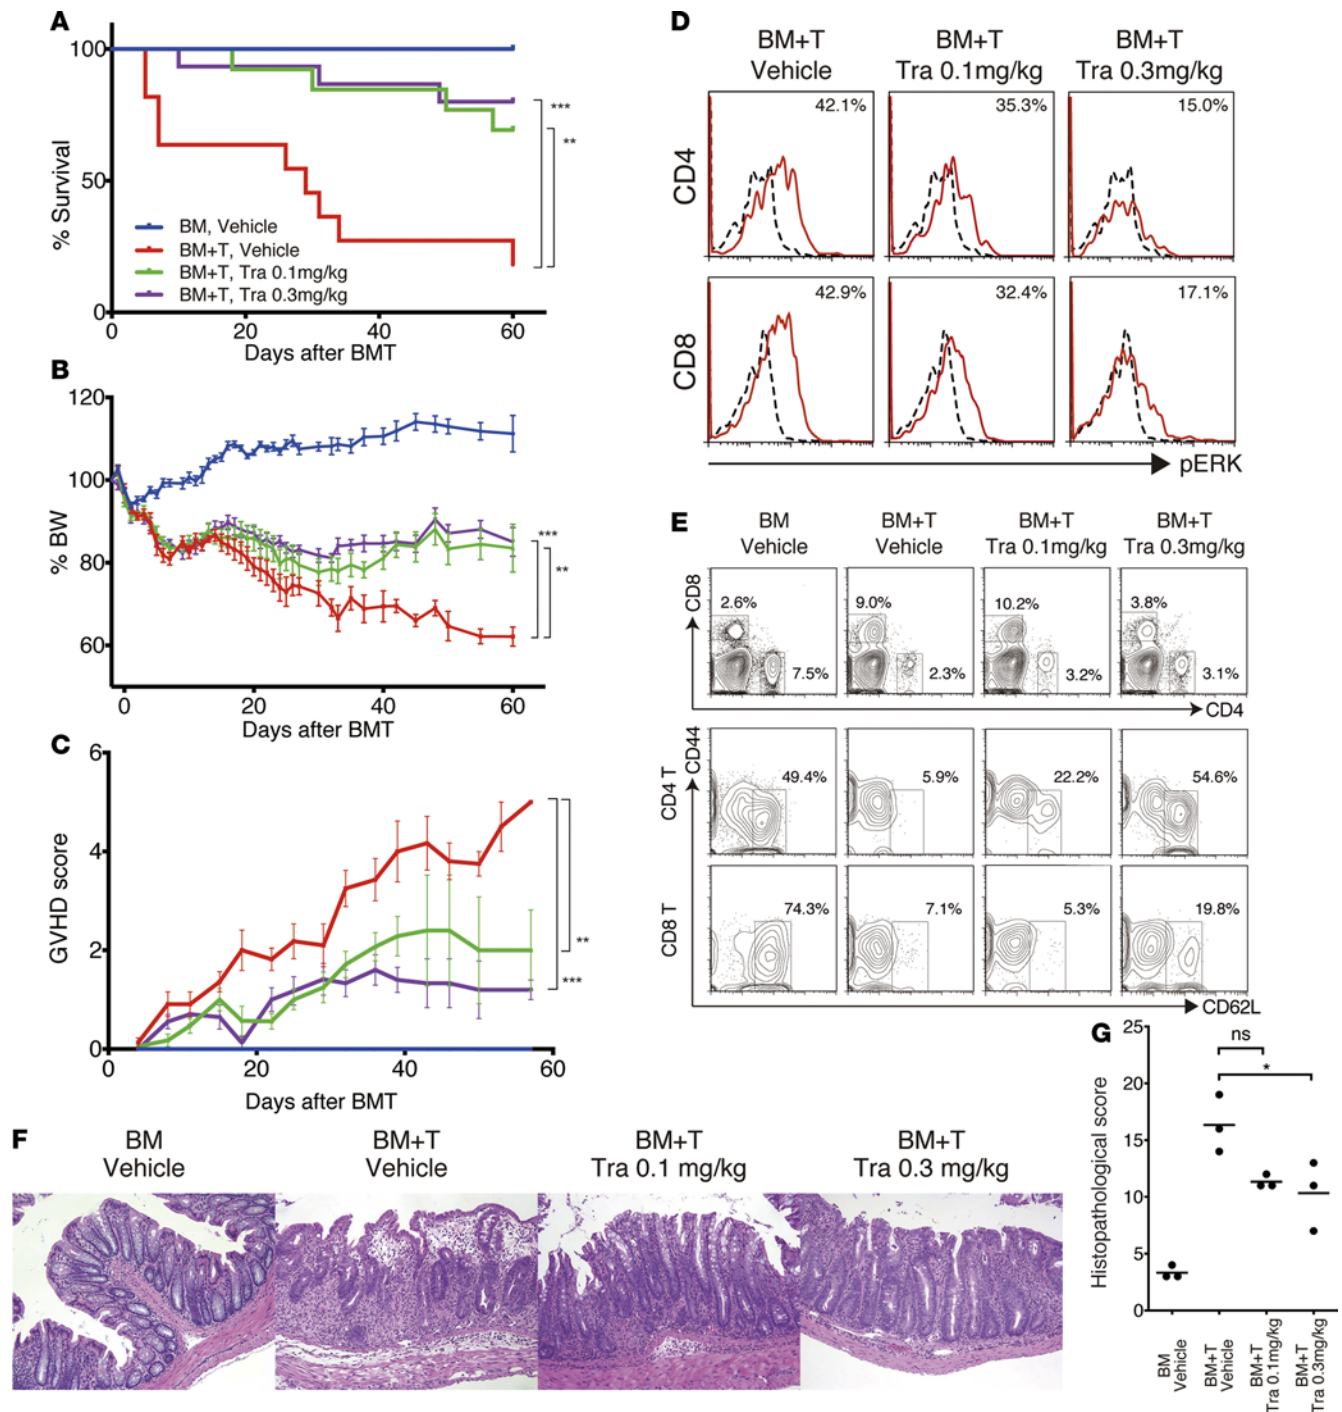 A
100
50
0
% Survival
BM, Vehicle
BM+T, Vehicle
BM+T, Tra 0.1mg/kg
BM+T, Tra 0.3mg/kg
***
**
0 20 40 60
Days after BMT
B
120
100
80
60
% BW
***
**
0 20 40 60
Days after BMT
C
6
4
2
0
GVHD score
**
***
0 20 40 60
Days after BMT
D
BM+T BM+T BM+T
Vehicle Tra 0.1mg/kg Tra 0.3mg/kg
CD4
42.1% 35.3% 15.0%
CD8
42.9% 32.4% 17.1%
pERK
E
BM BM+T BM+T BM+T
Vehicle Vehicle Tra 0.1mg/kg Tra 0.3mg/kg
CD8
2.6% 9.0% 10.2% 3.8%
7.5% 2.3% 3.2% 3.1%
CD4
CD44
CD4 T
49.4% 5.9% 22.2% 54.6%
CD8 T
74.3% 7.1% 5.3% 19.8%
CD62L
F
BM BM+T BM+T BM+T
Vehicle Vehicle Tra 0.1 mg/kg Tra 0.3 mg/kg
G
25
20
15
10
5
0
Histopathological score
ns
*
BM
Vehicle
BM+T
Vehicle
BM+T
Tra 0.1mg/kg
BM+T
Tra 0.3mg/kg